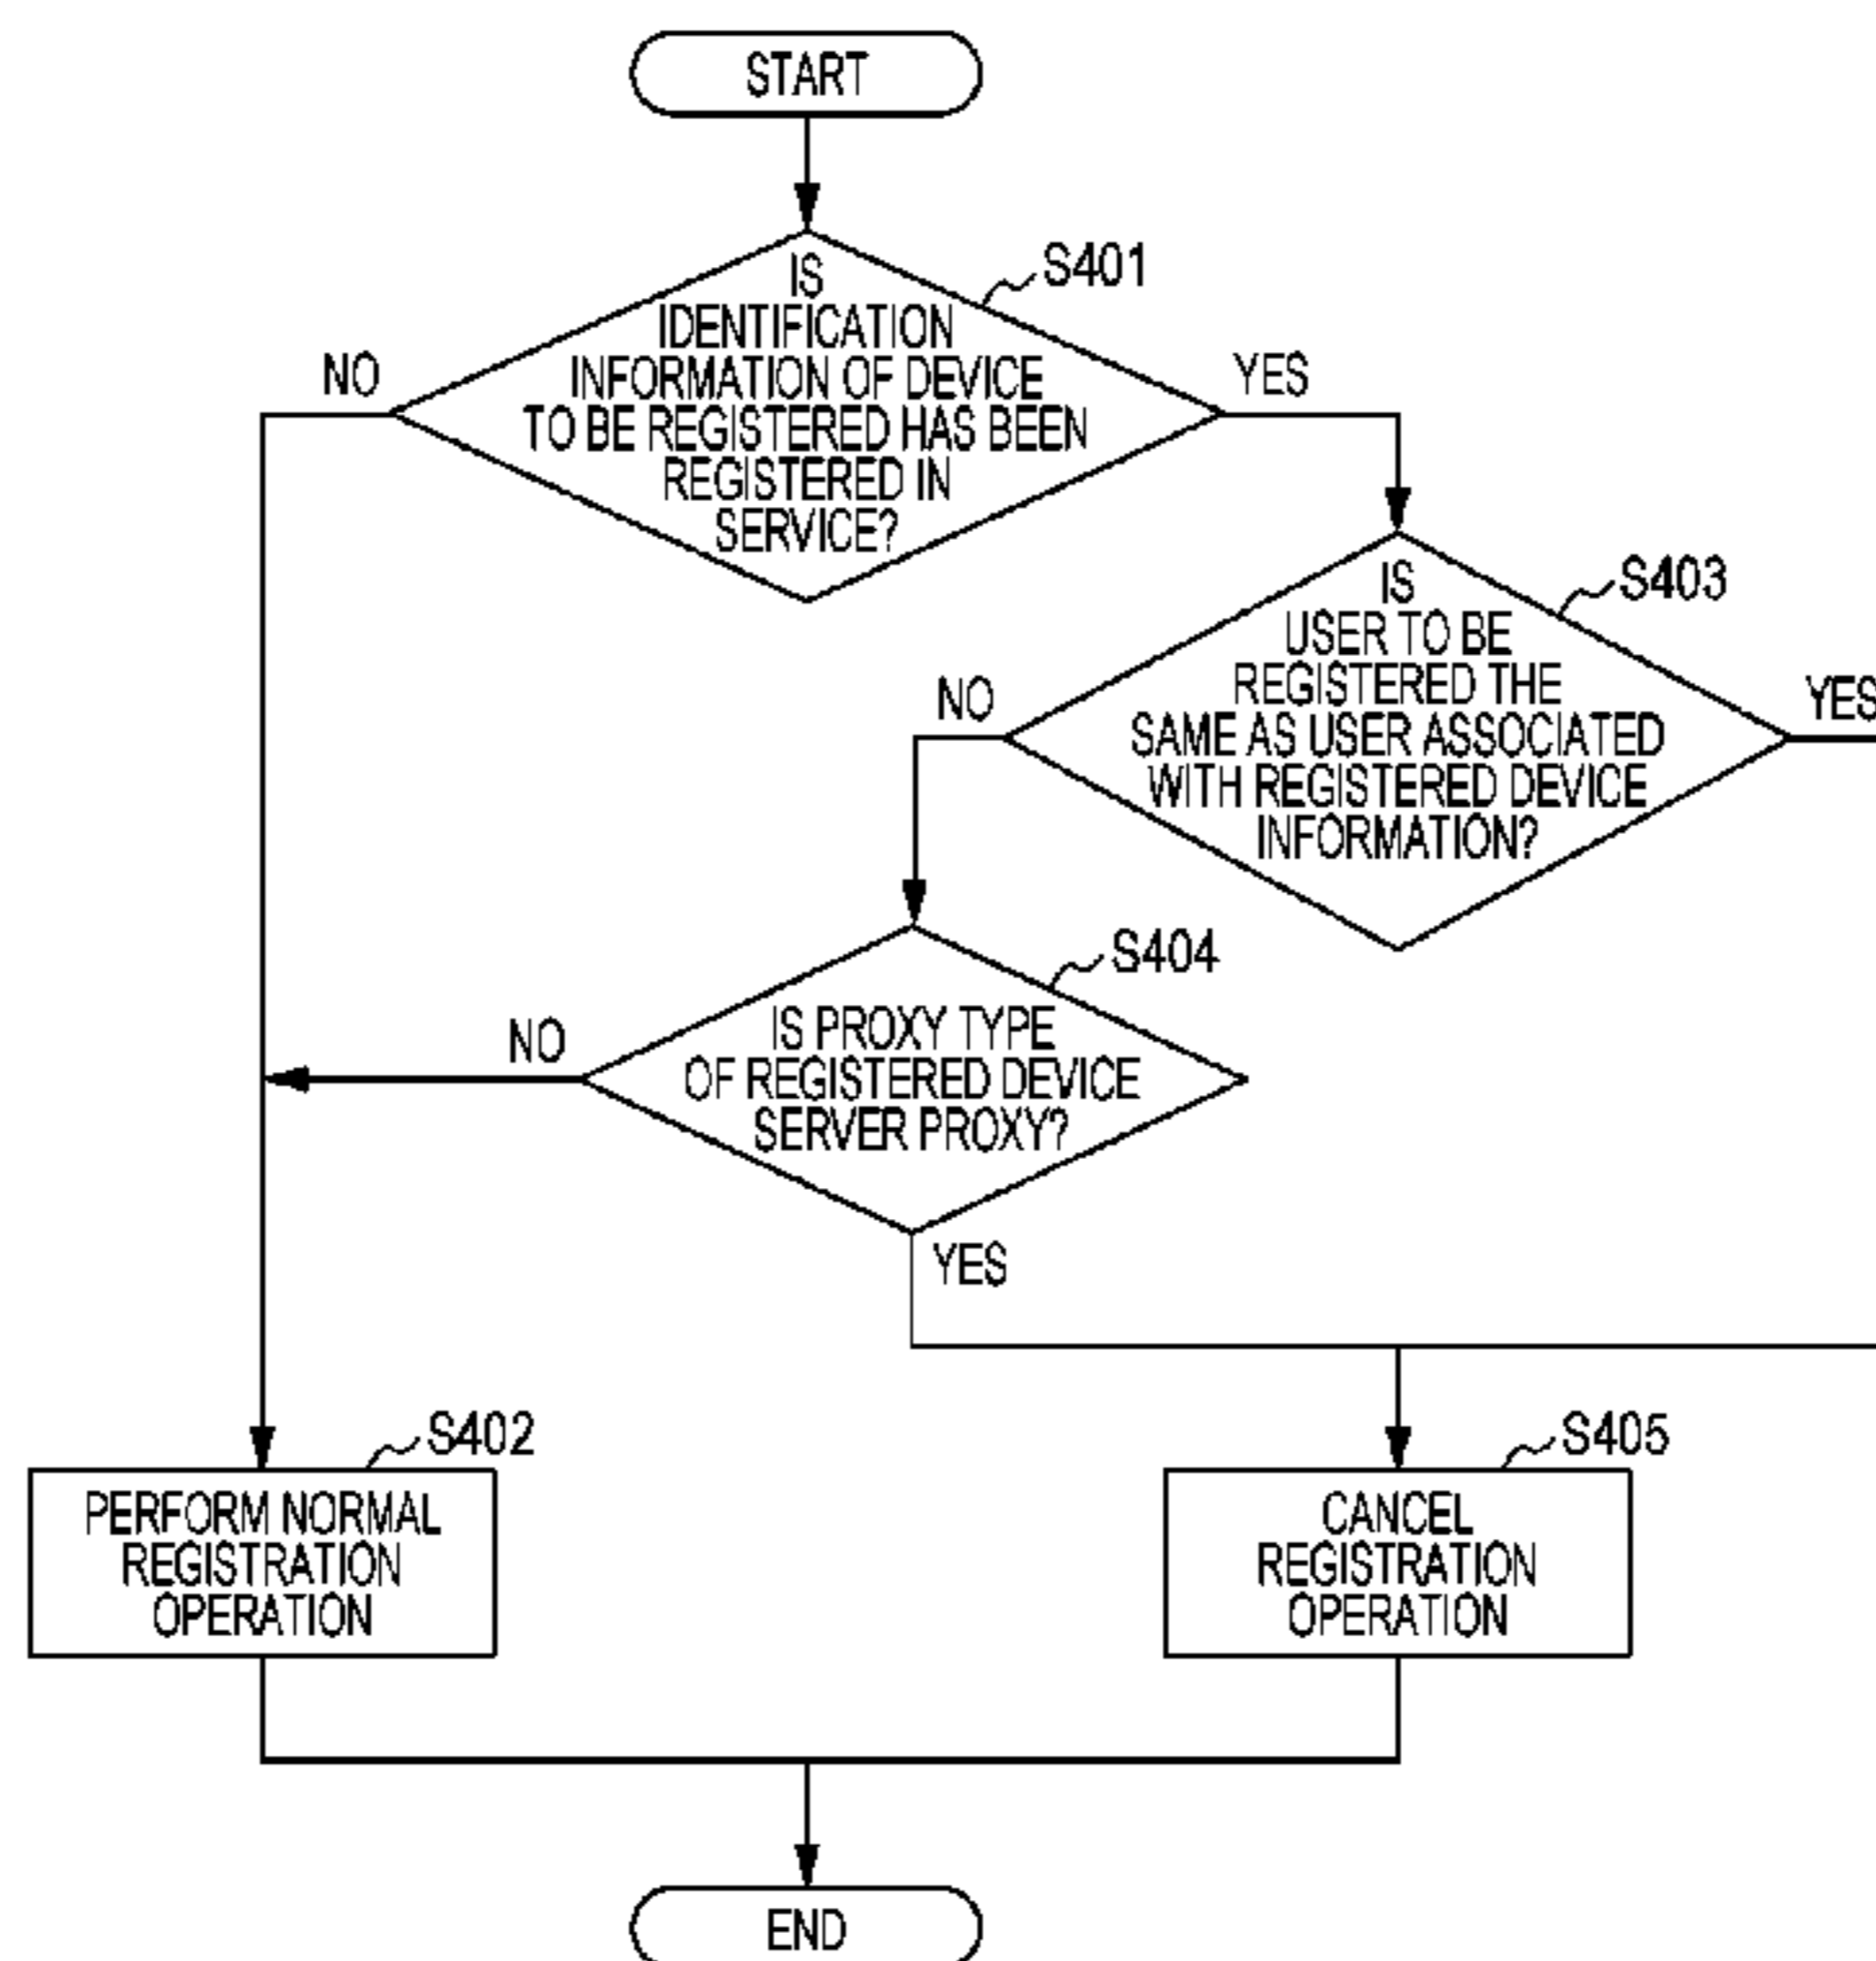 START
S401
IS
IDENTIFICATION
INFORMATION OF DEVICE
TO BE REGISTERED HAS BEEN
REGISTERED IN
SERVICE?
NO
YES
S403
IS
USER TO BE
REGISTERED THE
SAME AS USER ASSOCIATED
WITH REGISTERED DEVICE
INFORMATION?
NO
YES
S404
IS PROXY TYPE
OF REGISTERED DEVICE
SERVER PROXY?
NO
YES
S402
PERFORM NORMAL
REGISTRATION
OPERATION
S405
CANCEL
REGISTRATION
OPERATION
END